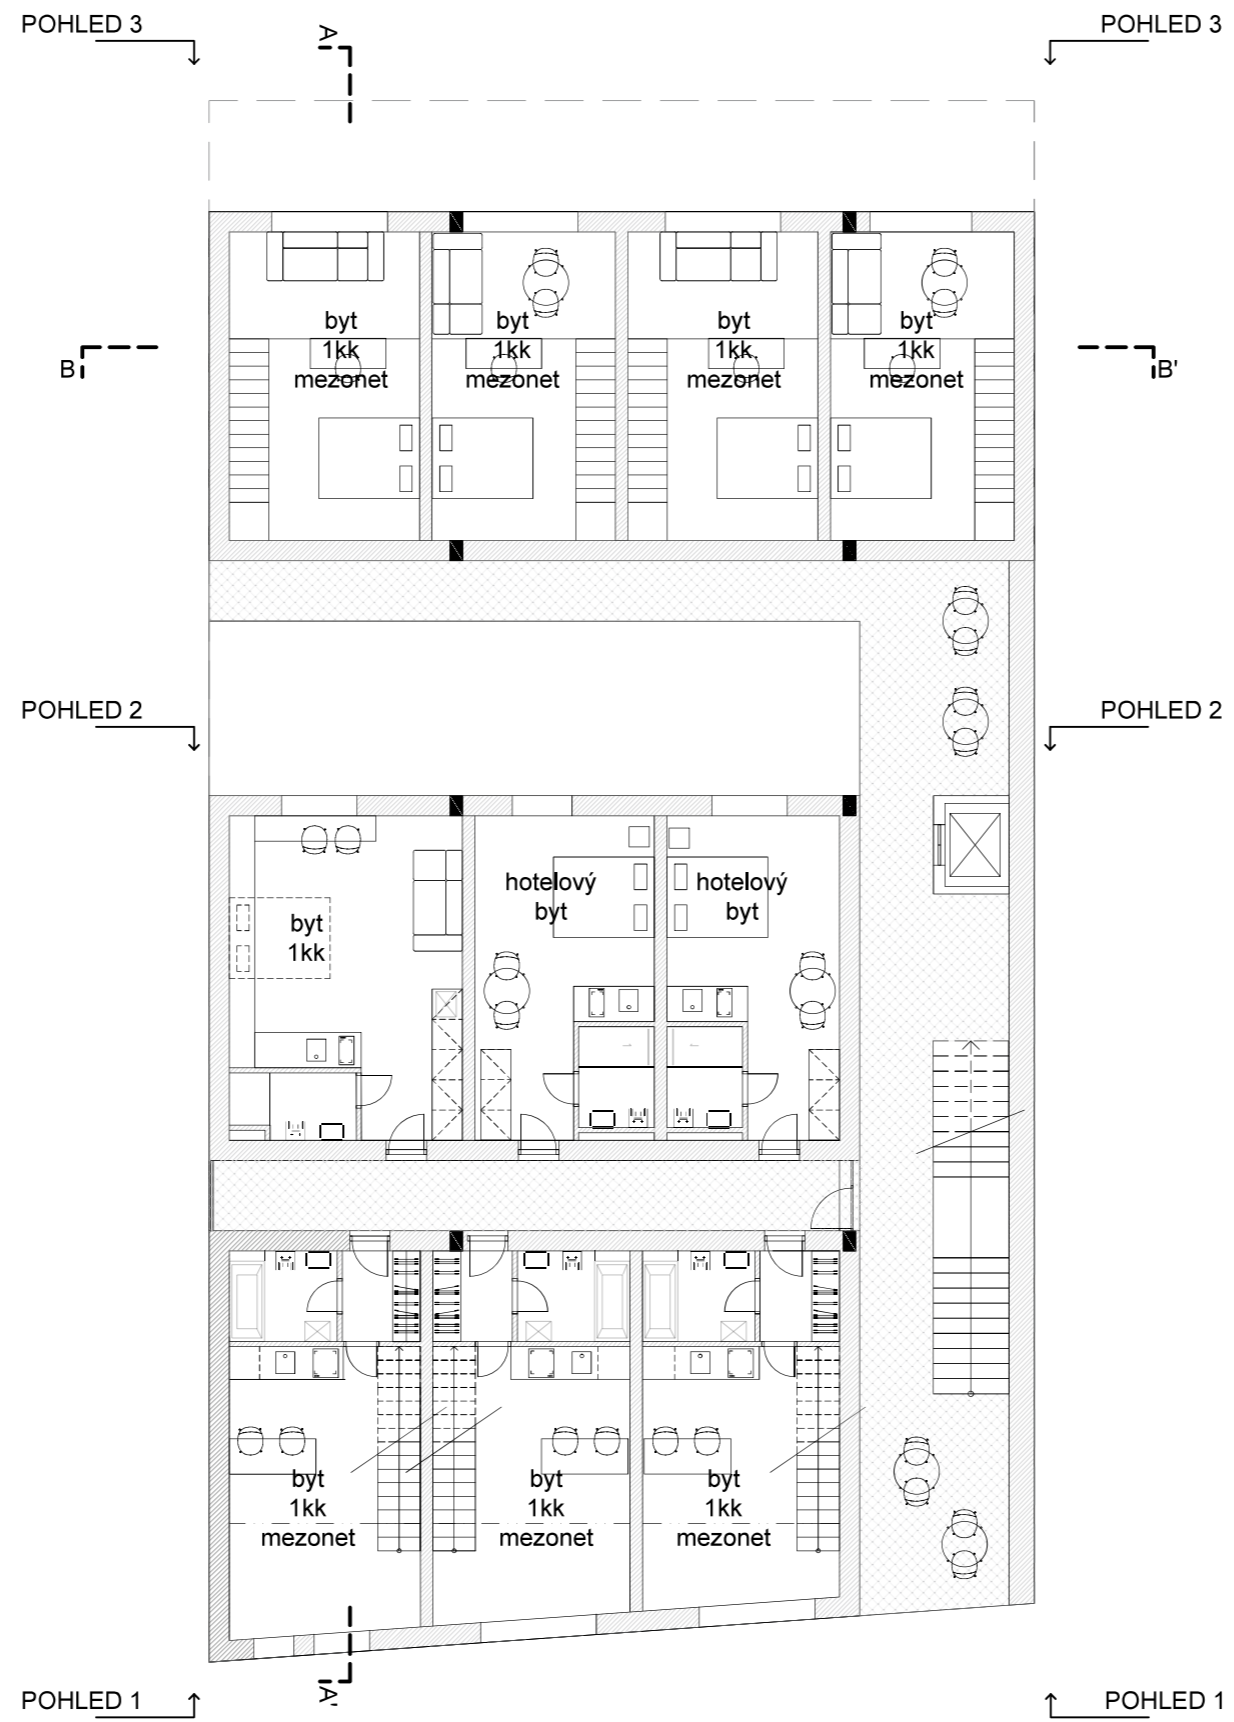 POHLED 3
POHLED 3
A
byt
1kk
mezonet
byt
1kk
mezonet
byt
1kk
mezonet
byt
1kk
mezonet
B
B'
POHLED 2
POHLED 2
byt
1kk
hotelový
byt
hotelový
byt
byt
1kk
mezonet
byt
1kk
mezonet
byt
1kk
mezonet
A'
POHLED 1
POHLED 1